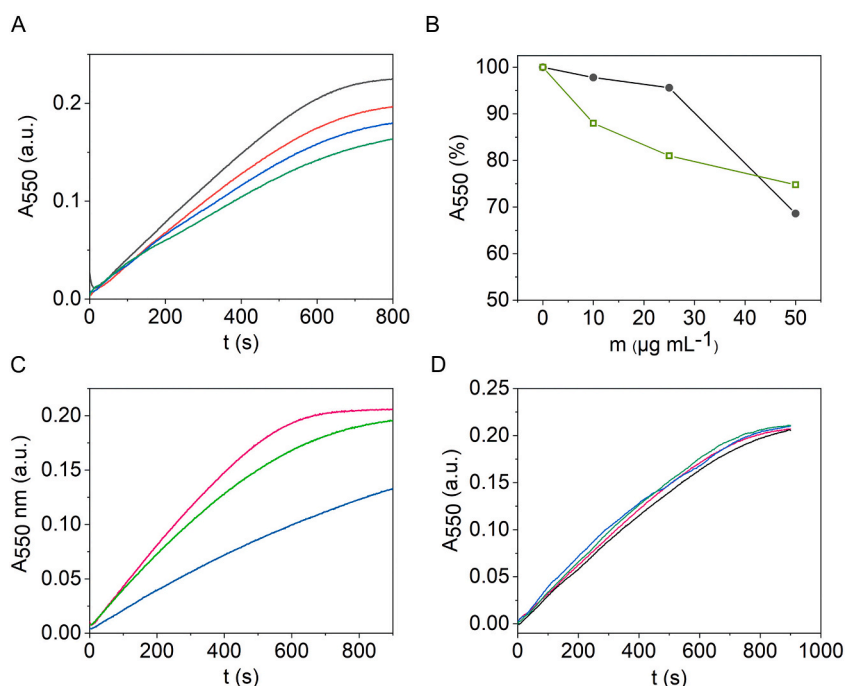 A
A550 (a.u.)
0.2
0.1
0.0
0 200 400 600 800
t (s)
B
A550 (%)
100
90
80
70
60
50
0 10 20 30 40 50
m (µg mL-1)
C
A550 nm (a.u.)
0.20
0.15
0.10
0.05
0.00
0 200 400 600 800
t (s)
D
A550 (a.u.)
0.25
0.20
0.15
0.10
0.05
0.00
0 200 400 600 800 1000
t (s)